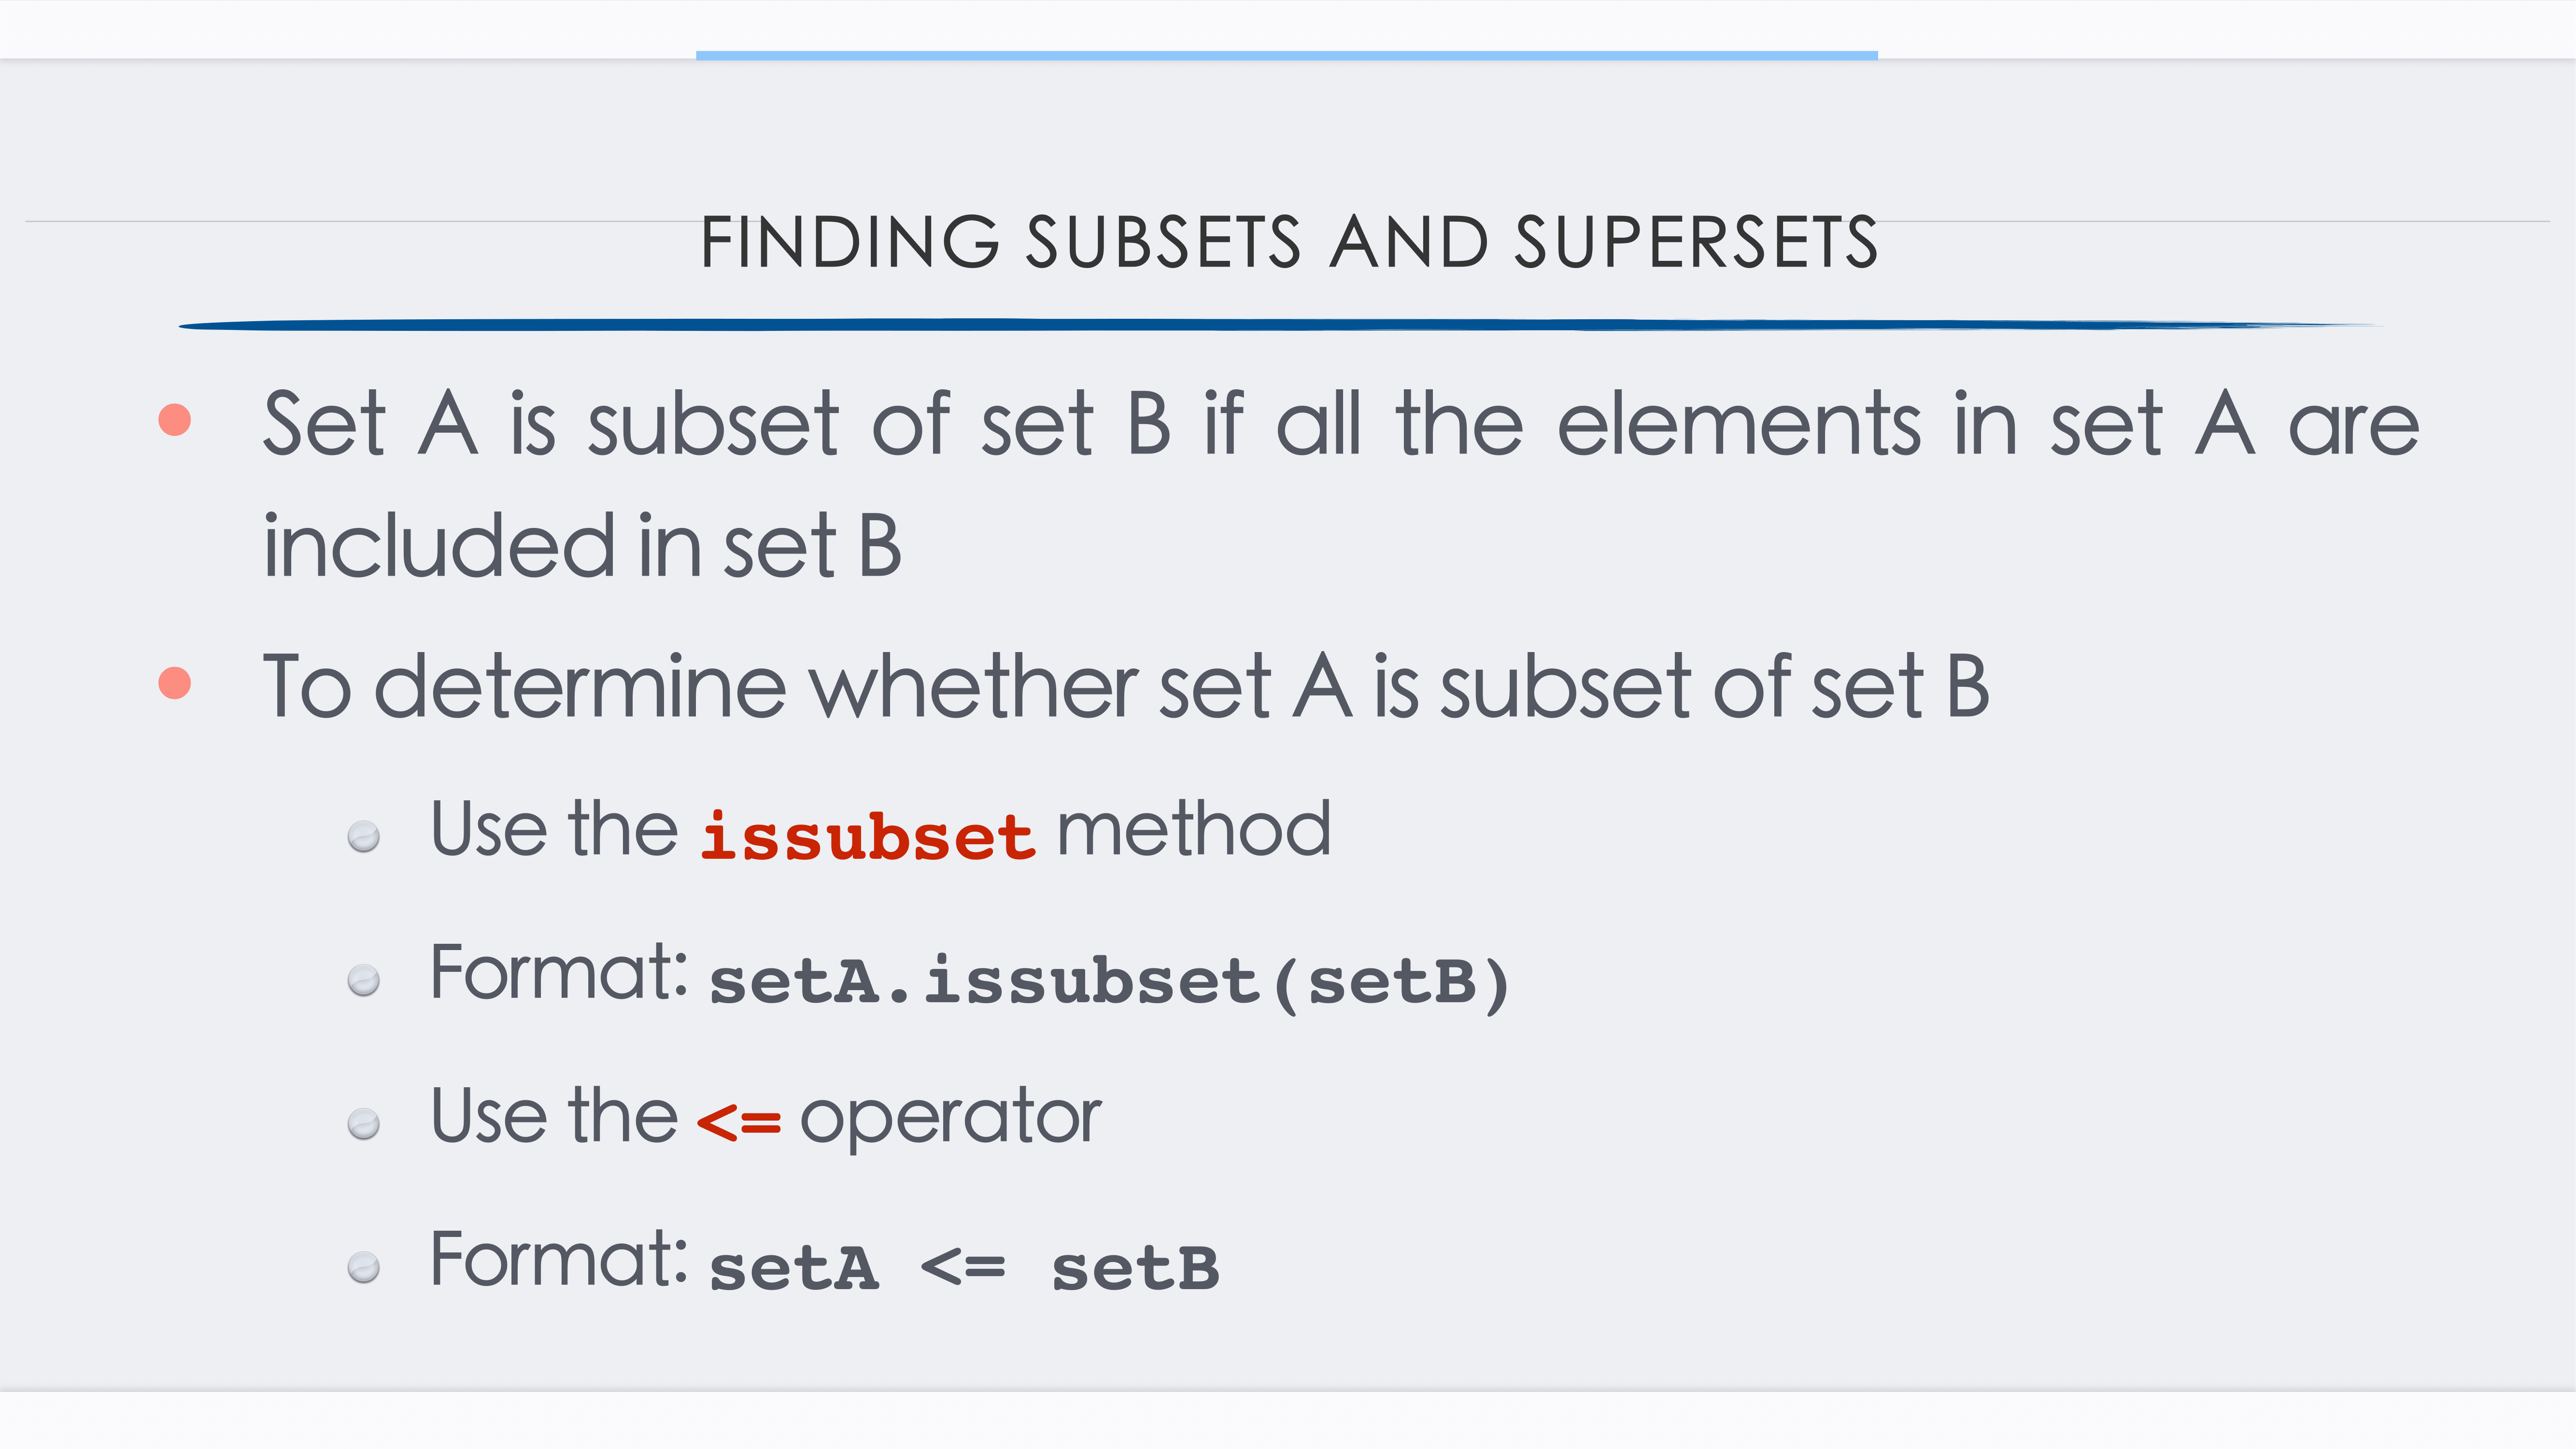 FINDING SUBSETS AND SUPERSETS
Set A is subset of set B if all the elements in set A are
included in set B
To determine whether set A is subset of set B
Use the issubset method
Format: setA.issubset(setB)
Use the <= operator
Format: setA <= setB